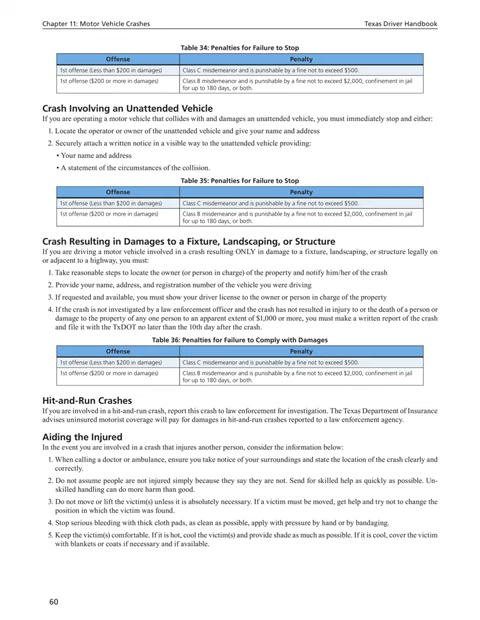 Chapter 11: Motor Vehicle Crashes
Texas Driver Handbook
Table 34: Penalties for Failure to Stop
Offense Penalty
1st offense (Less than $200 in damages) Class C misdemeanor and is punishable by a fine not to exceed $500.
1st offense ($200 or more in damages) Class B misdemeanor and is punishable by a fine not to exceed $2,000, confinement in jail
for up to 180 days, or both.
Crash Involving an Unattended Vehicle
If you are operating a motor vehicle that collides with and damages an unattended vehicle, you must immediately stop and either:
1. Locate the operator or owner of the unattended vehicle and give your name and address
2. Securely attach a written notice in a visible way to the unattended vehicle providing:
• Your name and address
• A statement of the circumstances of the collision.
Table 35: Penalties for Failure to Stop
Offense Penalty
1st offense (Less than $200 in damages) Class C misdemeanor and is punishable by a fine not to exceed $500.
1st offense ($200 or more in damages) Class B misdemeanor and is punishable by a fine not to exceed $2,000, confinement in jail
for up to 180 days, or both.
Crash Resulting in Damages to a Fixture, Landscaping, or Structure
If you are driving a motor vehicle involved in a crash resulting ONLY in damage to a fixture, landscaping, or structure legally on
or adjacent to a highway, you must:
1. Take reasonable steps to locate the owner (or person in charge) of the property and notify him/her of the crash
2. Provide your name, address, and registration number of the vehicle you were driving
3. If requested and available, you must show your driver license to the owner or person in charge of the property
4. If the crash is not investigated by a law enforcement officer and the crash has not resulted in injury to or the death of a person or
damage to the property of any one person to an apparent extent of $1,000 or more, you must make a written report of the crash
and file it with the TxDOT no later than the 10th day after the crash.
Table 36: Penalties for Failure to Comply with Damages
Offense Penalty
1st offense (Less than $200 in damages) Class C misdemeanor and is punishable by a fine not to exceed $500.
1st offense ($200 or more in damages) Class B misdemeanor and is punishable by a fine not to exceed $2,000, confinement in jail
for up to 180 days, or both.
Hit-and-Run Crashes
If you are involved in a hit-and-run crash, report this crash to law enforcement for investigation. The Texas Department of Insurance
advises uninsured motorist coverage will pay for damages in hit-and-run crashes reported to a law enforcement agency.
Aiding the Injured
In the event you are involved in a crash that injures another person, consider the information below:
1. When calling a doctor or ambulance, ensure you take notice of your surroundings and state the location of the crash clearly and
correctly.
2. Do not assume people are not injured simply because they say they are not. Send for skilled help as quickly as possible. Un-
skilled handling can do more harm than good.
3. Do not move or lift the victim(s) unless it is absolutely necessary. If a victim must be moved, get help and try not to change the
position in which the victim was found.
4. Stop serious bleeding with thick cloth pads, as clean as possible, apply with pressure by hand or by bandaging.
5. Keep the victim(s) comfortable. If it is hot, cool the victim(s) and provide shade as much as possible. If it is cool, cover the victim
with blankets or coats if necessary and if available.
60